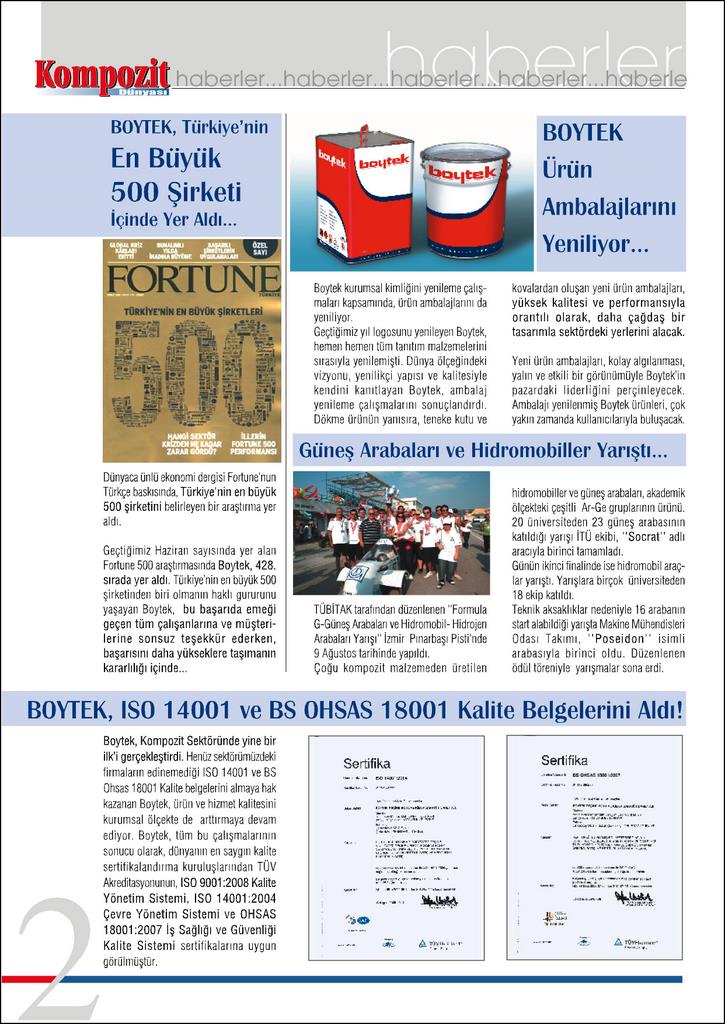 haberler
Kompozit
Dünyası
haberler...haberler...haberler...haberler...haberle
BOYTEK, Türkiye'nin
En Büyük
500 Şirketi
İçinde Yer Aldı...
GLOBAL KRİZ
KARLARI
ERİTTİ
BUNALIMLI
YILDA
İNADINA BÜYÜME
BAŞARILI
ŞİRKETLERİN
UYGULAMALARI
ÖZEL
SAYI
FORTUNE
TÜRKİYE
TÜRKİYE'NİN EN BÜYÜK ŞİRKETLERİ
500
HANGİ SEKTÖR
KRİZDEN NE KADAR
ZARAR GÖRDÜ?
İLLERİN
FORTUNE 500
PERFORMANSI
Dünyaca ünlü ekonomi dergisi Fortune'nun
Türkçe baskısında, Türkiye'nin en büyük
500 şirketini belirleyen bir araştırma yer
aldı.
Geçtiğimiz Haziran sayısında yer alan
Fortune 500 araştırmasında Boytek, 428.
sırada yer aldı. Türkiye'nin en büyük 500
şirketinden biri olmanın haklı gururunu
yaşayan Boytek, bu başarıda emeği
geçen tüm çalışanlarına ve müşteri-
lerine sonsuz teşekkür ederken,
başarısını daha yükseklere taşımanın
kararlılığı içinde...
boytek
boytek
boytek
BOYTEK
Ürün
Ambalajlarını
Yeniliyor...
Boytek kurumsal kimliğini yenileme çalış-
maları kapsamında, ürün ambalajlarını da
yeniliyor.
Geçtiğimiz yıl logosunu yenileyen Boytek,
hemen hemen tüm tanıtım malzemelerini
sırasıyla yenilemişti. Dünya ölçeğindeki
vizyonu, yenilikçi yapısı ve kalitesiyle
kendini kanıtlayan Boytek, ambalaj
yenileme çalışmalarını sonuçlandırdı.
Dökme ürünün yanısıra, teneke kutu ve
kovalardan oluşan yeni ürün ambalajları,
yüksek kalitesi ve performansıyla
orantılı olarak, daha çağdaş bir
tasarımla sektördeki yerlerini alacak.
Yeni ürün ambalajları, kolay algılanması,
yalın ve etkili bir görünümüyle Boytek'in
pazardaki liderliğini perçinleyecek.
Ambalajı yenilenmiş Boytek ürünleri, çok
yakın zamanda kullanıcılarıyla buluşacak.
Güneş Arabaları ve Hidromobiller Yarıştı...
TÜBİTAK tarafından düzenlenen "Formula
G-Güneş Arabaları ve Hidromobil- Hidrojen
Arabaları Yarışı" İzmir Pınarbaşı Pisti'nde
9 Ağustos tarihinde yapıldı.
Çoğu kompozit malzemeden üretilen
hidromobiller ve güneş arabaları, akademik
ölçekteki çeşitli Ar-Ge gruplarının ürünü.
20 üniversiteden 23 güneş arabasının
katıldığı yarışı İTÜ ekibi, "Socrat" adlı
aracıyla birinci tamamladı.
Günün ikinci finalinde ise hidromobil araç-
lar yarıştı. Yarışlara birçok üniversiteden
18 ekip katıldı.
Teknik aksaklıklar nedeniyle 16 arabanın
start alabildiği yarışta Makine Mühendisleri
Odası Takımı, "Poseidon" isimli
arabasıyla birinci oldu. Düzenlenen
ödül töreniyle yarışmalar sona erdi.
BOYTEK, ISO 14001 ve BS OHSAS 18001 Kalite Belgelerini Aldı!
Boytek, Kompozit Sektöründe yine bir
ilk'i gerçekleştirdi. Henüz sektörümüzdeki
firmaların edinemediği ISO 14001 ve BS
Ohsas 18001 Kalite belgelerini almaya hak
kazanan Boytek, ürün ve hizmet kalitesini
kurumsal ölçekte de arttırmaya devam
ediyor. Boytek, tüm bu çalışmalarının
sonucu olarak, dünyanın en saygın kalite
sertifikalandırma kuruluşlarından TÜV
Akreditasyonunun, ISO 9001:2008 Kalite
Yönetim Sistemi, ISO 14001:2004
Çevre Yönetim Sistemi ve OHSAS
18001:2007 İş Sağlığı ve Güvenliği
Kalite Sistemi sertifikalarına uygun
görülmüştür.
Sertifika
ISO 14001:2004
Sertifika
BS OHSAS 18001:2007
2